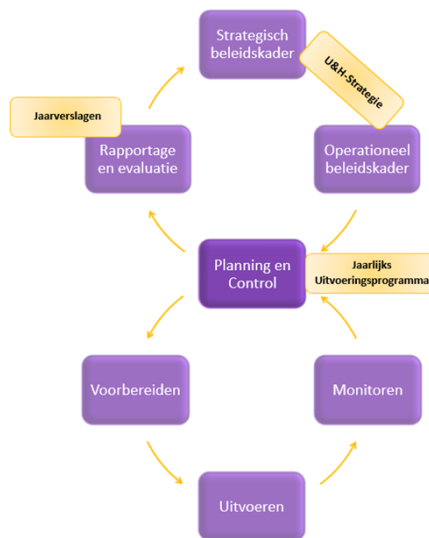 Strategisch
beleidskader
U&H-Strategie
Jaarverslagen
Rapportage
en evaluatie
Operationeel
beleidskader
Planning en
Control
Jaarlijks
Uitvoeringsprogramma
Voorbereiden
Monitoren
Uitvoeren